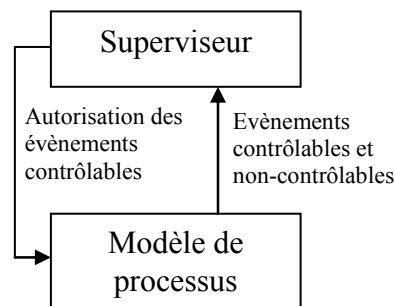 Superviseur
Autorisation des
évènements
contrôlables
Evènements
contrôlables et
non-contrôlables
Modèle de
processus